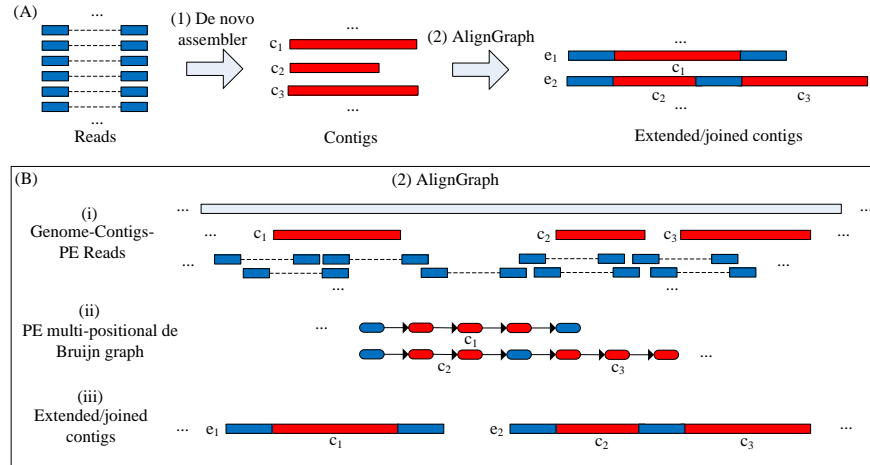 (A)
...
...
Reads
(1) De novo
assembler
...
c1
c2
c3
...
Contigs
(2) AlignGraph
...
e1
c1
e2
c2
c3
...
Extended/joined contigs
(B)
(2) AlignGraph
(i)
Genome-Contigs-
PE Reads
... ...
... c1 c2 c3 ...
... ...
... ...
(ii)
PE multi-positional de
Bruijn graph
...
c1
c2 c3 ...
(iii)
Extended/joined
contigs
... e1 e2 ...
c1 c2 c3